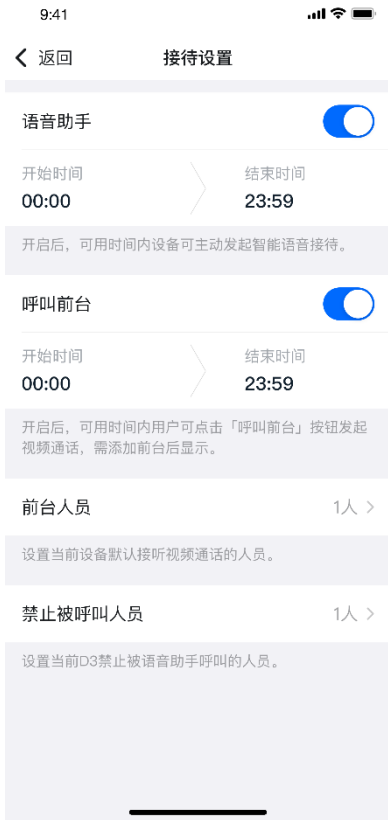 9:41
返回 接待设置
语音助手
开始时间 结束时间
00:00 23:59
开启后，可用时间内设备可主动发起智能语音接待。
呼叫前台
开始时间 结束时间
00:00 23:59
开启后，可用时间内用户可点击「呼叫前台」按钮发起
视频通话，需添加前台后显示。
前台人员 1人
设置当前设备默认接听视频通话的人员。
禁止被呼叫人员 1人
设置当前D3禁止被语音助手呼叫的人员。